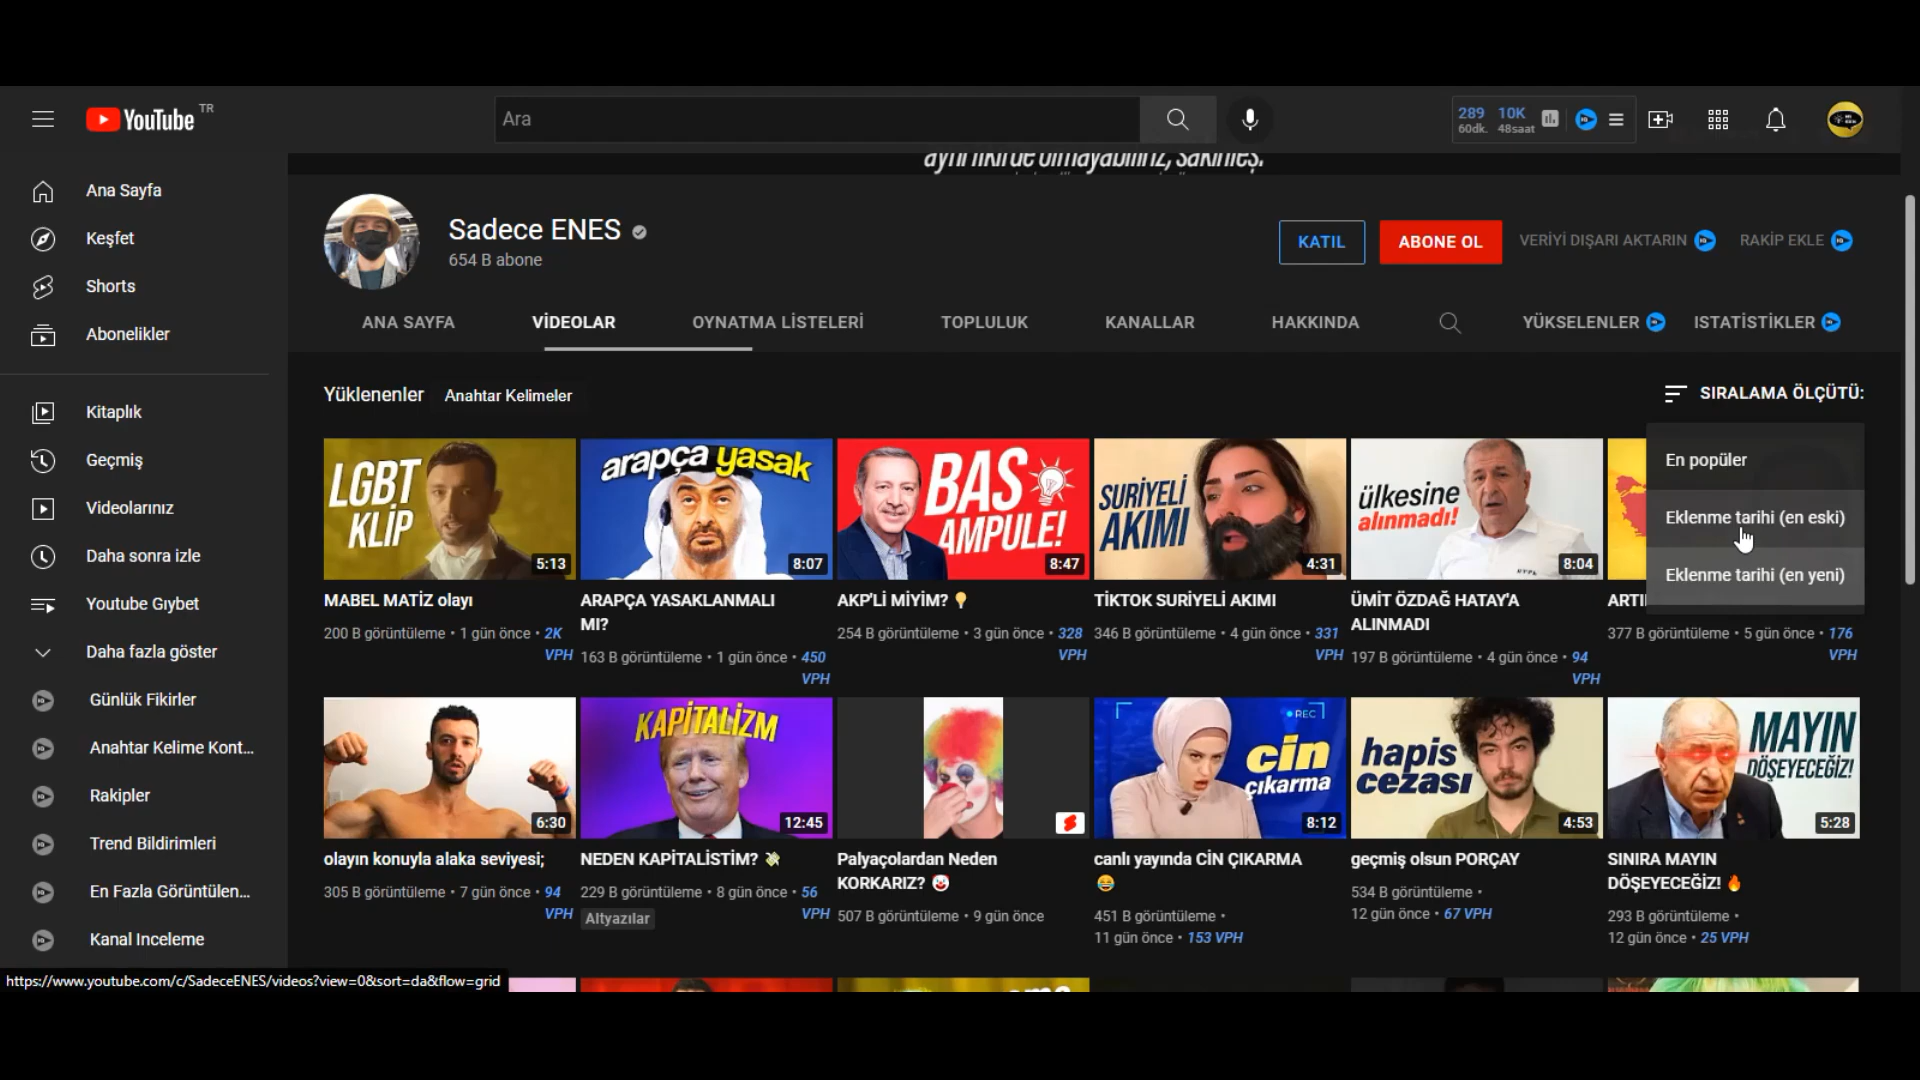 YouTube TR
Ara
289 10K
60dk. 48saat
Ana Sayfa
Keşfet
Shorts
Abonelikler
Kitaplık
Geçmiş
Videolarınız
Daha sonra izle
Youtube Gıybet
Daha fazla göster
Günlük Fikirler
Anahtar Kelime Kont...
Rakipler
Trend Bildirimleri
En Fazla Görüntülen...
Kanal Inceleme
https://www.youtube.com/c/SadeceENES/videos?view=0&sort=da&flow=grid
aynı fikirde olmayabiliriz, sakinleş.
Sadece ENES
654 B abone
KATIL
ABONE OL
VERİYİ DIŞARI AKTARIN
RAKİP EKLE
ANA SAYFA
VİDEOLAR
OYNATMA LİSTELERİ
TOPLULUK
KANALLAR
HAKKINDA
YÜKSELENLER
ISTATİSTİKLER
Yüklenenler
Anahtar Kelimeler
SIRALAMA ÖLÇÜTÜ:
En popüler
Eklenme tarihi (en eski)
Eklenme tarihi (en yeni)
LGBT
KLİP
5:13
MABEL MATİZ olayı
200 B görüntüleme • 1 gün önce • 2K
VPH
arapça yasak
8:07
ARAPÇA YASAKLANMALI
MI?
163 B görüntüleme • 1 gün önce • 450
VPH
BAS
AMPULE!
8:47
AKP'Lİ MİYİM?
254 B görüntüleme • 3 gün önce • 328
VPH
SURİYELİ
AKIMI
4:31
TİKTOK SURİYELİ AKIMI
346 B görüntüleme • 4 gün önce • 331
VPH
ülkesine
alınmadı!
8:04
ÜMİT ÖZDAĞ HATAY'A
ALINMADI
197 B görüntüleme • 4 gün önce • 94
VPH
ARTI
377 B görüntüleme • 5 gün önce • 176
VPH
6:30
olayın konuyla alaka seviyesi;
305 B görüntüleme • 7 gün önce • 94
VPH
KAPİTALİZM
12:45
NEDEN KAPİTALİSTİM? 💸
229 B görüntüleme • 8 gün önce • 56
VPH
Altyazılar
Palyaçolardan Neden
KORKARIZ? 🤡
507 B görüntüleme • 9 gün önce
REC
cin
çıkarma
8:12
canlı yayında CİN ÇIKARMA
😂
451 B görüntüleme •
11 gün önce • 153 VPH
hapis
cezası
4:53
geçmiş olsun PORÇAY
534 B görüntüleme •
12 gün önce • 67 VPH
MAYIN
DÖŞEYECEĞİZ!
5:28
SINIRA MAYIN
DÖŞEYECEĞİZ! 🔥
293 B görüntüleme •
12 gün önce • 25 VPH